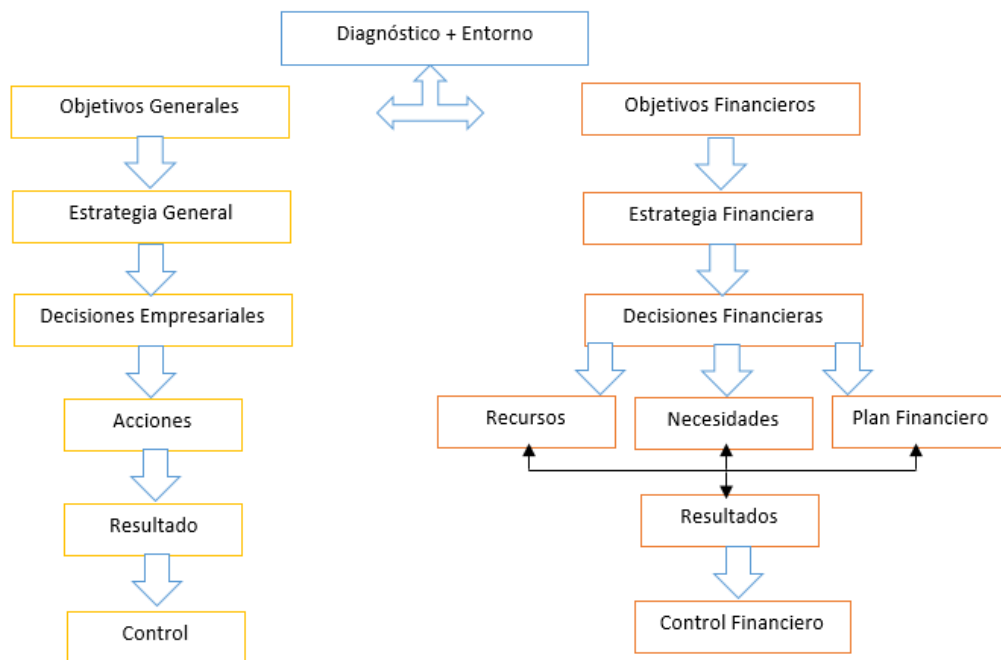 Diagnóstico + Entorno
Objetivos Generales
Objetivos Financieros
Estrategia General
Estrategia Financiera
Decisiones Empresariales
Decisiones Financieras
Acciones
Recursos
Necesidades
Plan Financiero
Resultado
Resultados
Control
Control Financiero